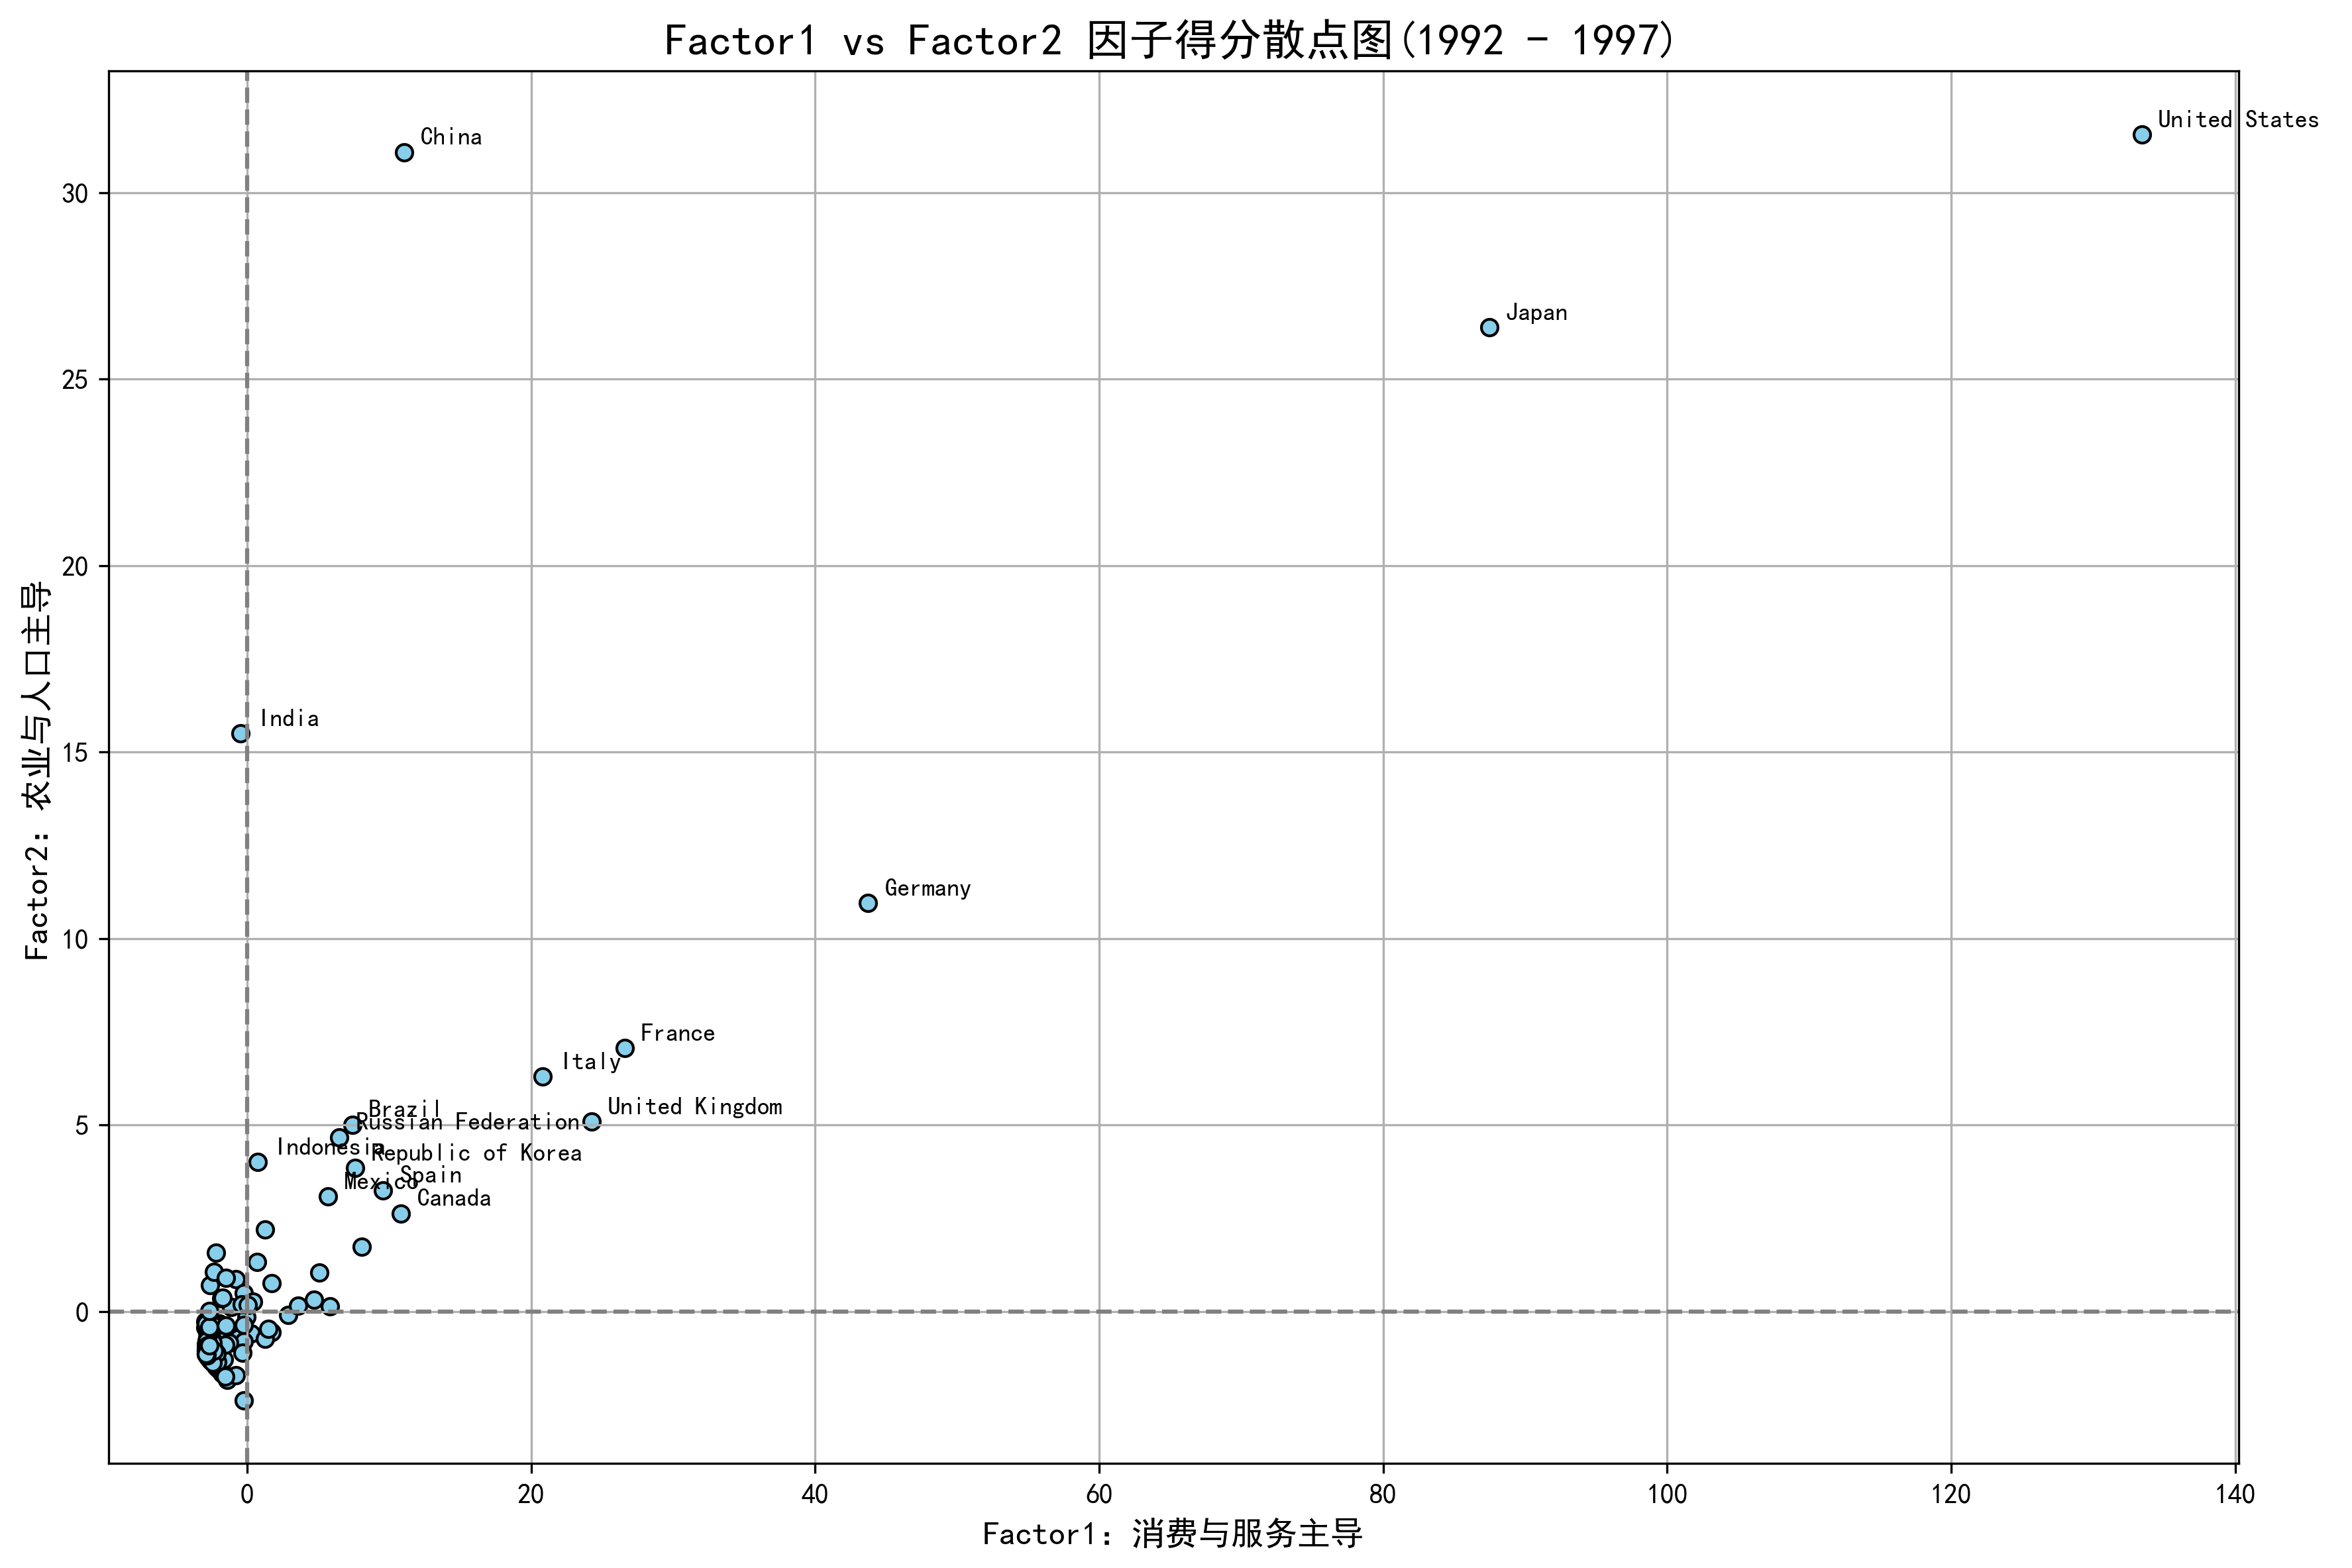 Factor1 vs Factor2 因子得分散点图(1992 - 1997)
United States
China
30
Japan
25
20
India
15
Germany
10
France
Italy
United Kingdom
Brazil
Russian Federation
5
Indonesia
Republic of Korea
Spain
Mexico
Canada
0
Factor2: 农业与人口主导
0 20 40 60 80 100 120 140
Factor1: 消费与服务主导